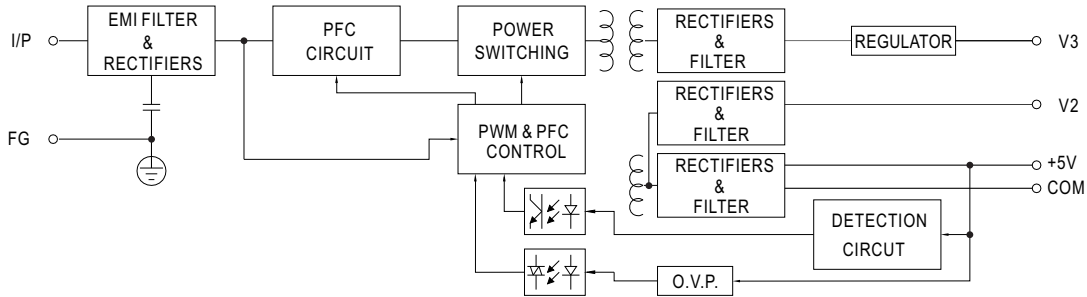 I/P
EMI FILTER
&
RECTIFIERS
PFC
CIRCUIT
POWER
SWITCHING
RECTIFIERS
&
FILTER
REGULATOR
V3
RECTIFIERS
&
FILTER
V2
FG
PWM & PFC
CONTROL
RECTIFIERS
&
FILTER
+5V
COM
DETECTION
CIRCUT
O.V.P.